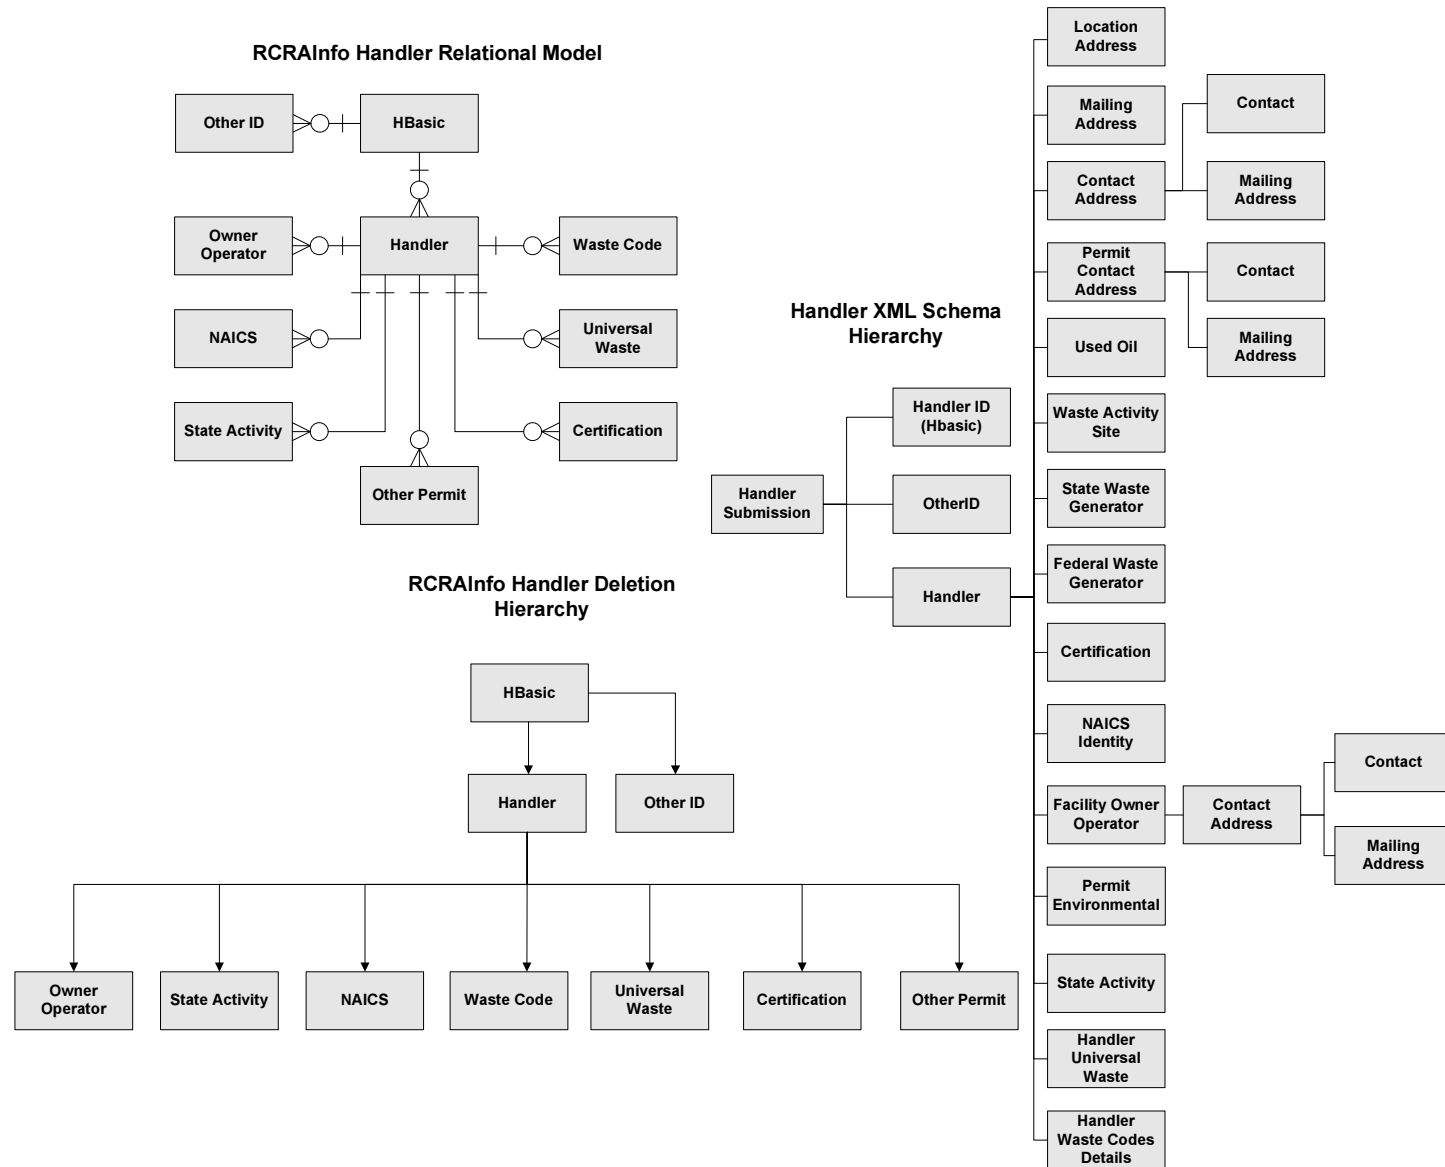 RCRAInfo Handler Relational Model
Other ID
HBasic
Owner
Operator
Handler
Waste Code
NAICS
Universal
Waste
State Activity
Certification
Other Permit
RCRAInfo Handler Deletion
Hierarchy
HBasic
Handler
Other ID
Owner
Operator
State Activity
NAICS
Waste Code
Universal
Waste
Certification
Other Permit
Handler XML Schema
Hierarchy
Handler
Submission
Handler ID
(Hbasic)
OtherID
Handler
Location
Address
Mailing
Address
Contact
Address
Contact
Mailing
Address
Permit
Contact
Address
Contact
Mailing
Address
Used Oil
Waste Activity
Site
State Waste
Generator
Federal Waste
Generator
Certification
NAICS
Identity
Facility Owner
Operator
Contact
Address
Contact
Mailing
Address
Permit
Environmental
State Activity
Handler
Universal
Waste
Handler
Waste Codes
Details